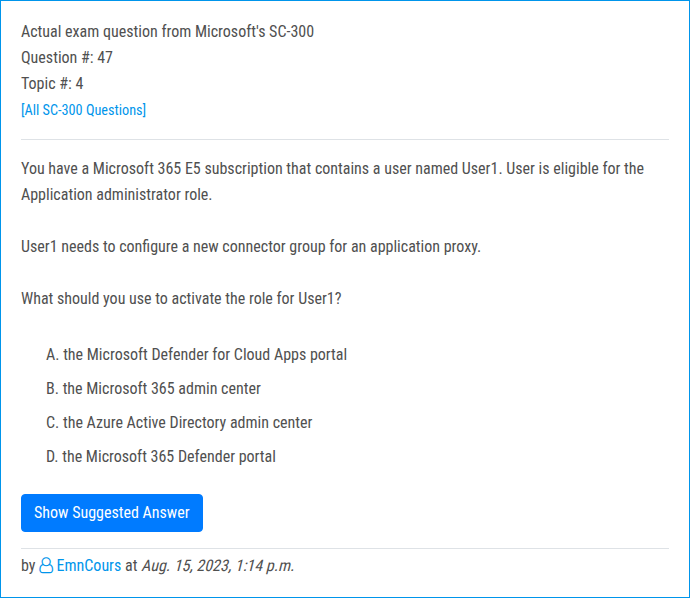 Actual exam question from Microsoft's SC-300
Question #: 47
Topic #: 4
[All SC-300 Questions]
You have a Microsoft 365 E5 subscription that contains a user named User1. User is eligible for the
Application administrator role.
User1 needs to configure a new connector group for an application proxy.
What should you use to activate the role for User1?
A. the Microsoft Defender for Cloud Apps portal
B. the Microsoft 365 admin center
C. the Azure Active Directory admin center
D. the Microsoft 365 Defender portal
Show Suggested Answer
by EmnCours at Aug. 15, 2023, 1:14 p.m.